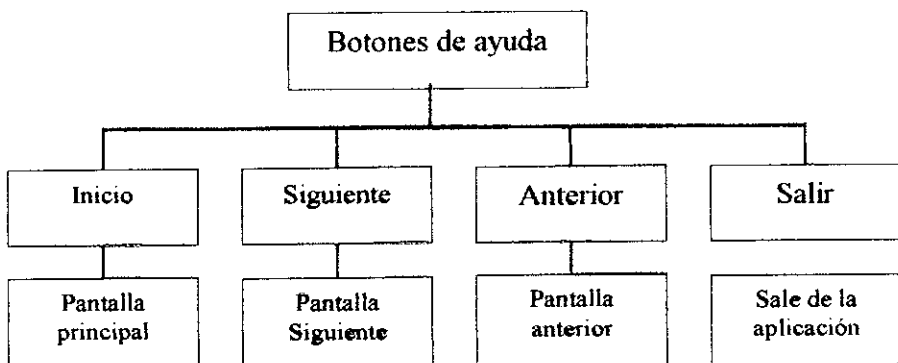 Botones de ayuda
Inicio
Siguiente
Anterior
Salir
Pantalla
principal
Pantalla
Siguiente
Pantalla
anterior
Sale de la
aplicación